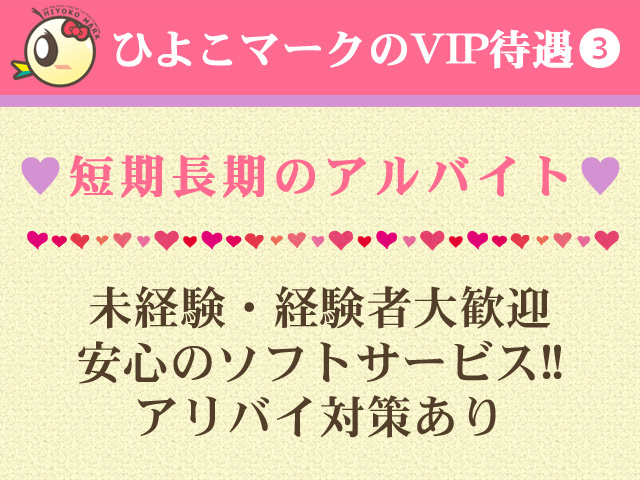 HIYOKO MARK
ひよこマークのVIP待遇❸
短期長期のアルバイト
未経験・経験者大歓迎
安心のソフトサービス!!
アリバイ対策あり